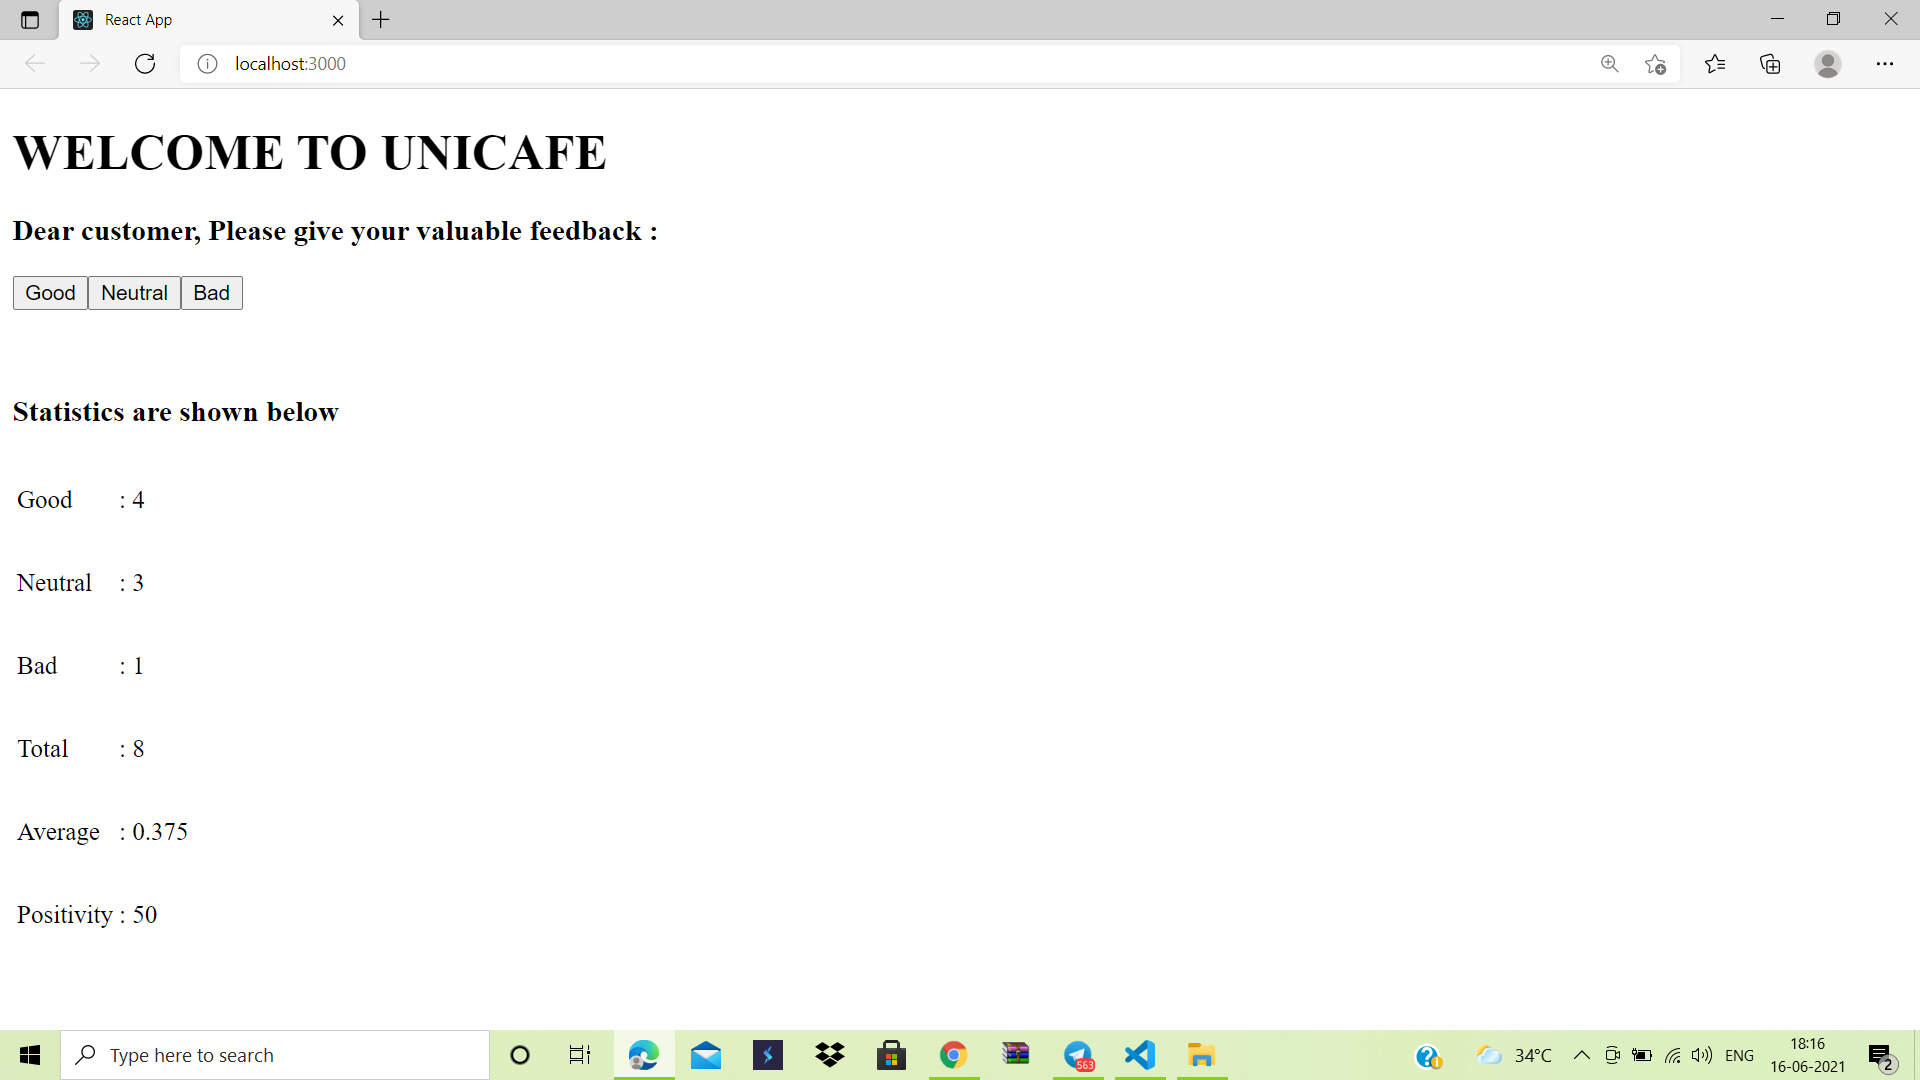 React App
localhost:3000
WELCOME TO UNICAFE
Dear customer, Please give your valuable feedback :
Good Neutral Bad
Statistics are shown below
Good : 4
Neutral : 3
Bad : 1
Total : 8
Average : 0.375
Positivity : 50
Type here to search
563
34°C
ENG
18:16
16-06-2021
2